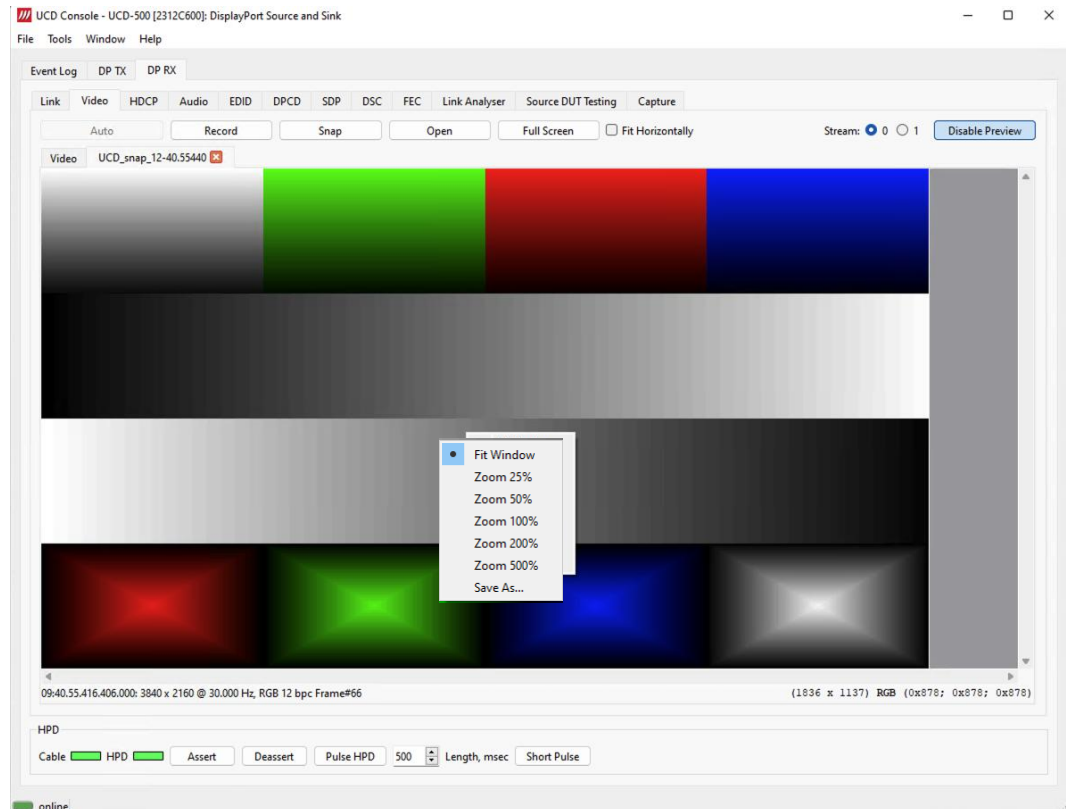 UCD Console - UCD-500 [2312C600]: DisplayPort Source and Sink
File Tools Window Help
Event Log DP TX DP RX
Link Video HDCP Audio EDID DPCD SDP DSC FEC Link Analyser Source DUT Testing Capture
Auto Record Snap Open Full Screen Fit Horizontally Stream: 0 1 Disable Preview
Video UCD_snap_12-40.55440
Fit Window
Zoom 25%
Zoom 50%
Zoom 100%
Zoom 200%
Zoom 500%
Save As...
09:40.55.416.406.000: 3840 x 2160 @ 30.000 Hz, RGB 12 bpc Frame#66 (1836 x 1137) RGB (0x878; 0x878; 0x878)
HPD
Cable HPD Assert Deassert Pulse HPD 500 Length, msec Short Pulse
online